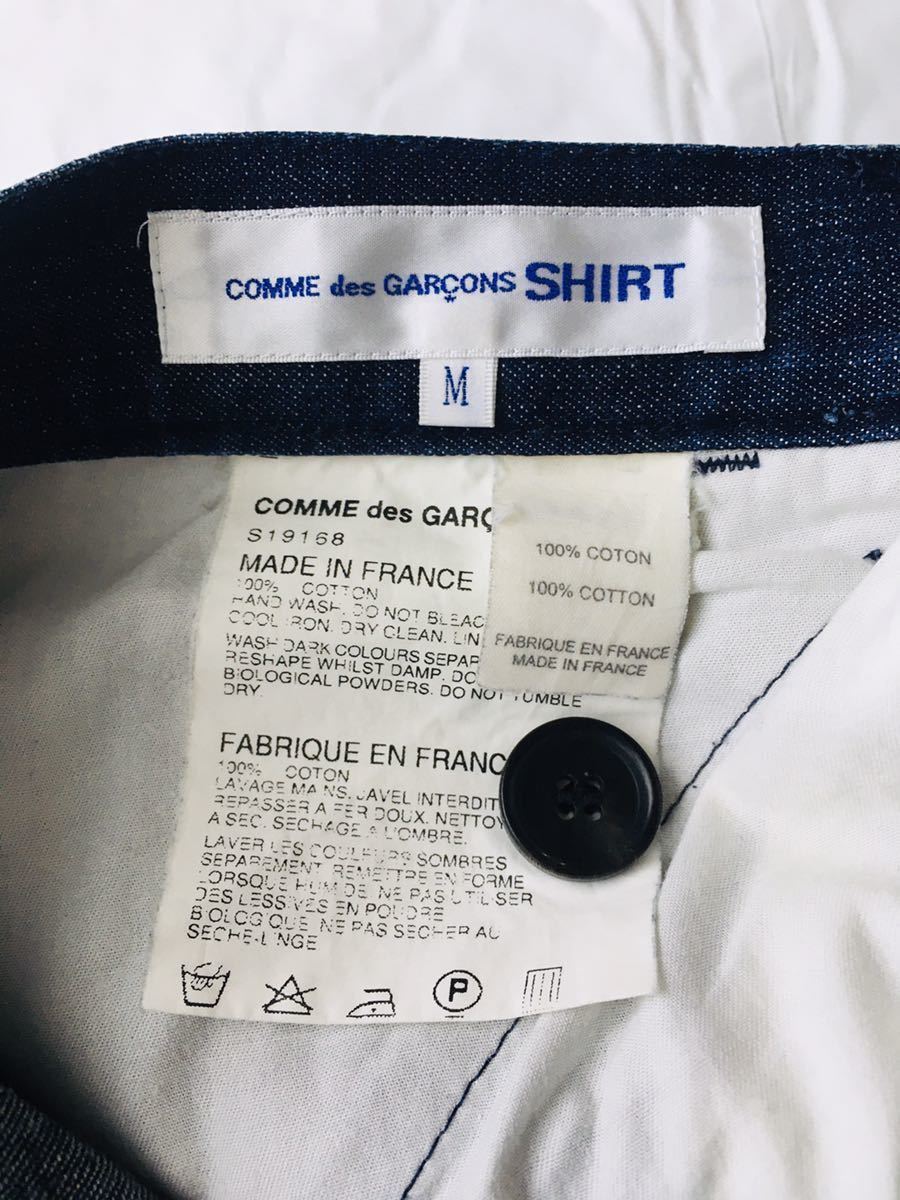 COMME des GARÇONS SHIRT
M
COMME des GARÇ
S19168
MADE IN FRANCE
100% COTTON
HAND WASH. DO NOT BLEAC
COOL IRON. DRY CLEAN. LIN
WASH DARK COLOURS SEPAR
RESHAPE WHILST DAMP. DO
BIOLOGICAL POWDERS. DO NOT TUMBLE
DRY.
FABRIQUE EN FRANC
100% COTON
LAVAGE MAINS. JAVEL INTERDIT
REPASSER A FER DOUX. NETTOY
A SEC. SECHAGE A L'OMBRE.
LAVER LES COULEURS SOMBRES
SEPAREMENT. REMETTRE EN FORME
LORSQUE HUMIDE. NE PAS UTILISER
DES LESSIVES EN POUDRE
BIOLOGIQUE. NE PAS SECHER AU
SECHE-LINGE
P
100% COTON
100% COTTON
FABRIQUE EN FRANCE
MADE IN FRANCE